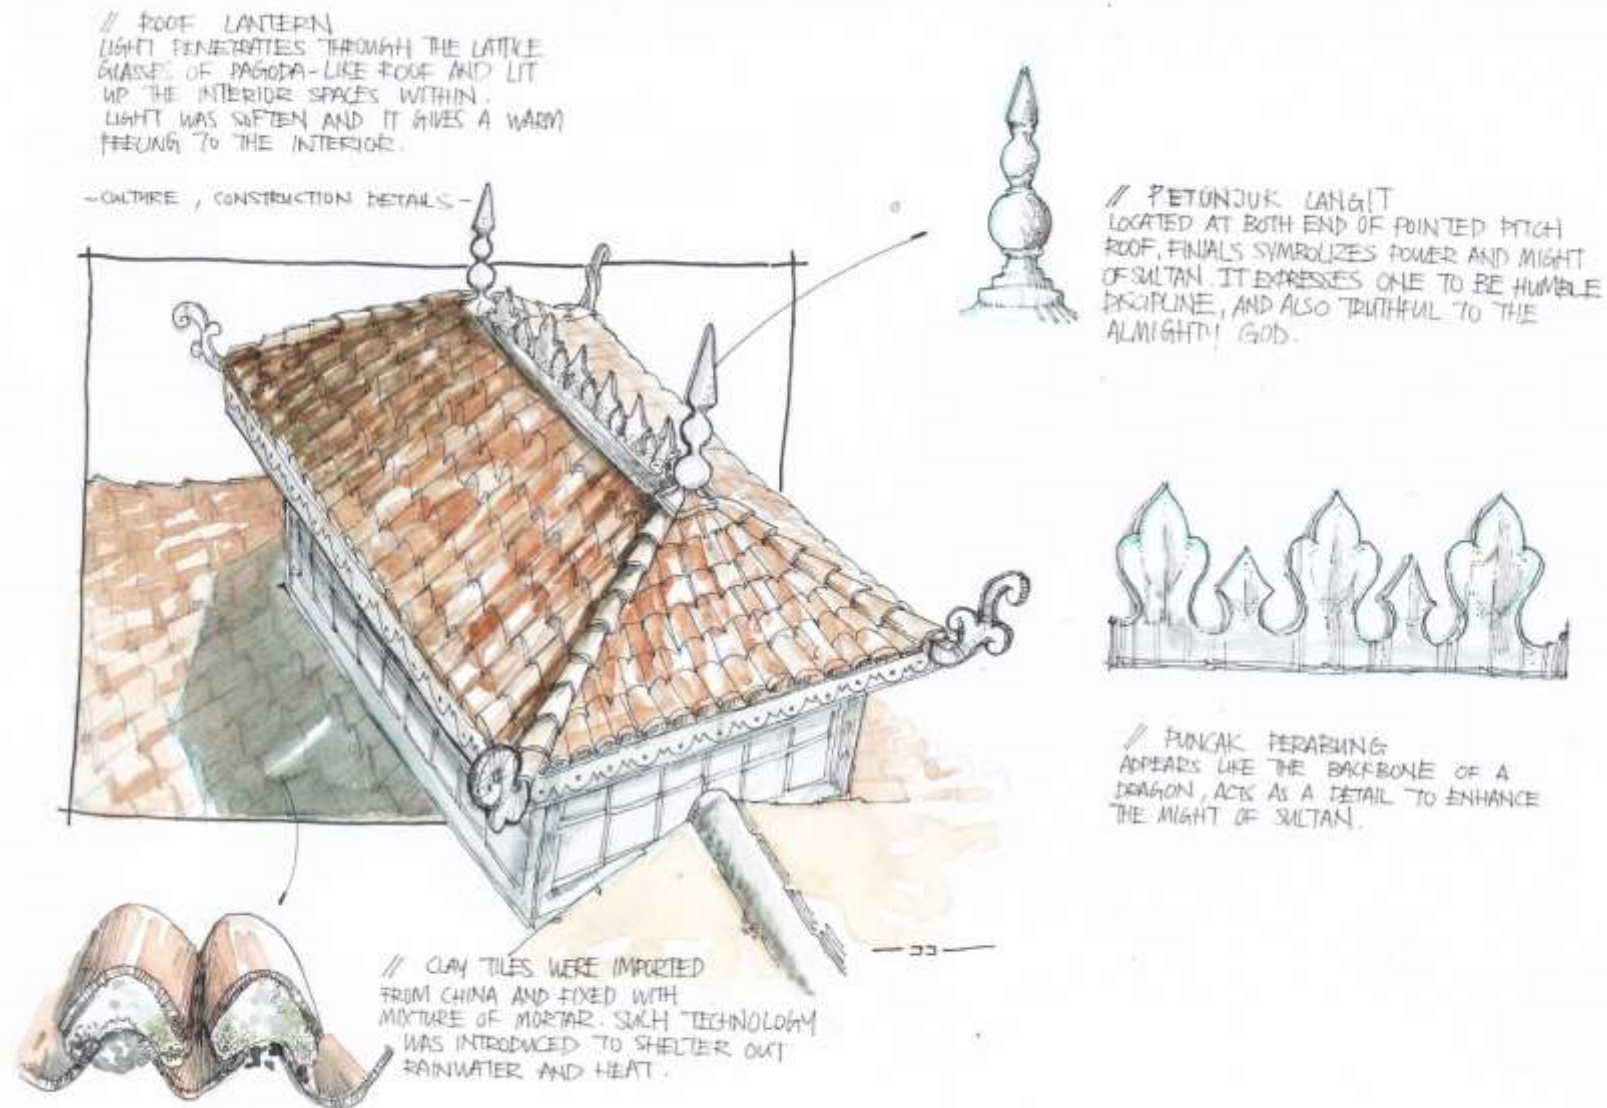 // ROOF LANTERN
LIGHT PENETRATES THROUGH THE LATTICE
GLASSES OF PAGODA-LIKE ROOF AND LIT
UP THE INTERIOR SPACES WITHIN.
LIGHT WAS SOFTEN AND IT GIVES A WARM
FEELING TO THE INTERIOR.
-CULTURE, CONSTRUCTION DETAILS-
// PETUNJUK LANGIT
LOCATED AT BOTH END OF POINTED PITCH
ROOF, FINIALS SYMBOLIZES POWER AND MIGHT
OF SULTAN. IT EXPRESSES ONE TO BE HUMBLE
DISCIPLINE, AND ALSO TRUTHFUL TO THE
ALMIGHTY GOD.
// PUNCAK PERABUNG
APPEARS LIKE THE BACKBONE OF A
DRAGON, ACTS AS A DETAIL TO ENHANCE
THE MIGHT OF SULTAN.
// CLAY TILES WERE IMPORTED
FROM CHINA AND FIXED WITH
MIXTURE OF MORTAR. SUCH TECHNOLOGY
WAS INTRODUCED TO SHELTER OUT
RAINWATER AND HEAT.